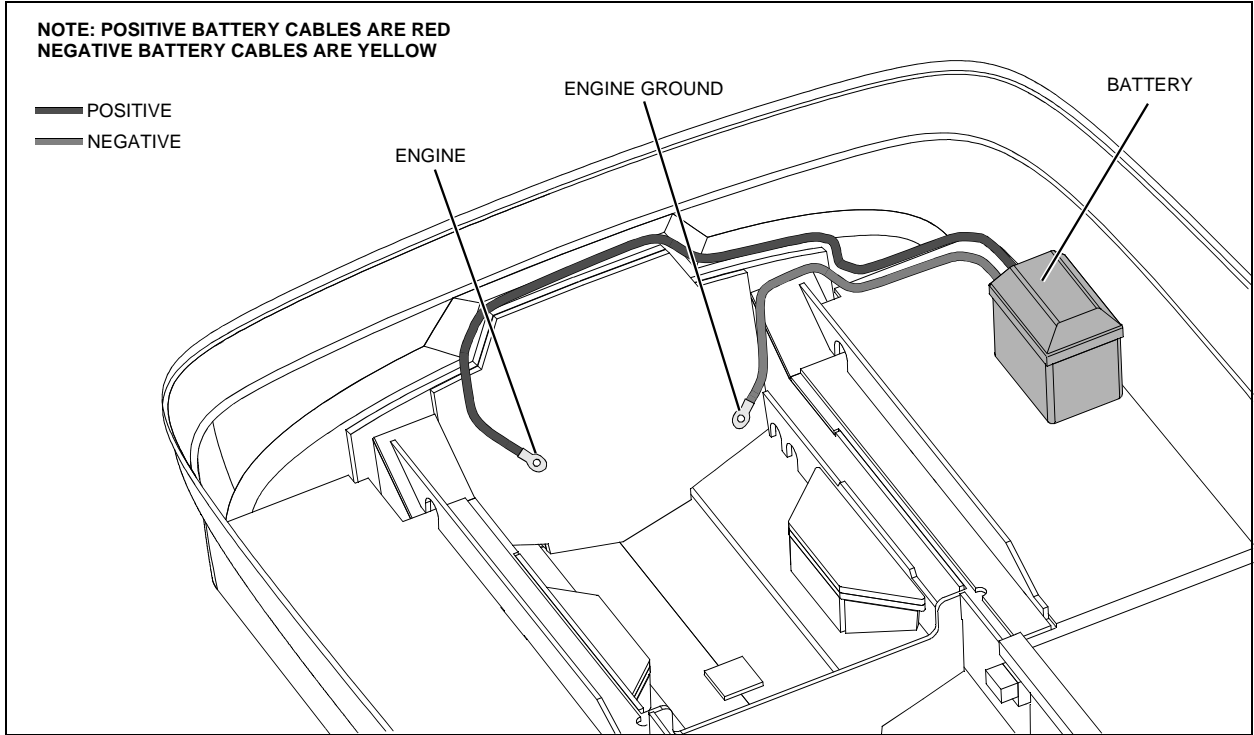 NOTE: POSITIVE BATTERY CABLES ARE RED
NEGATIVE BATTERY CABLES ARE YELLOW
POSITIVE
NEGATIVE
ENGINE
ENGINE GROUND
BATTERY